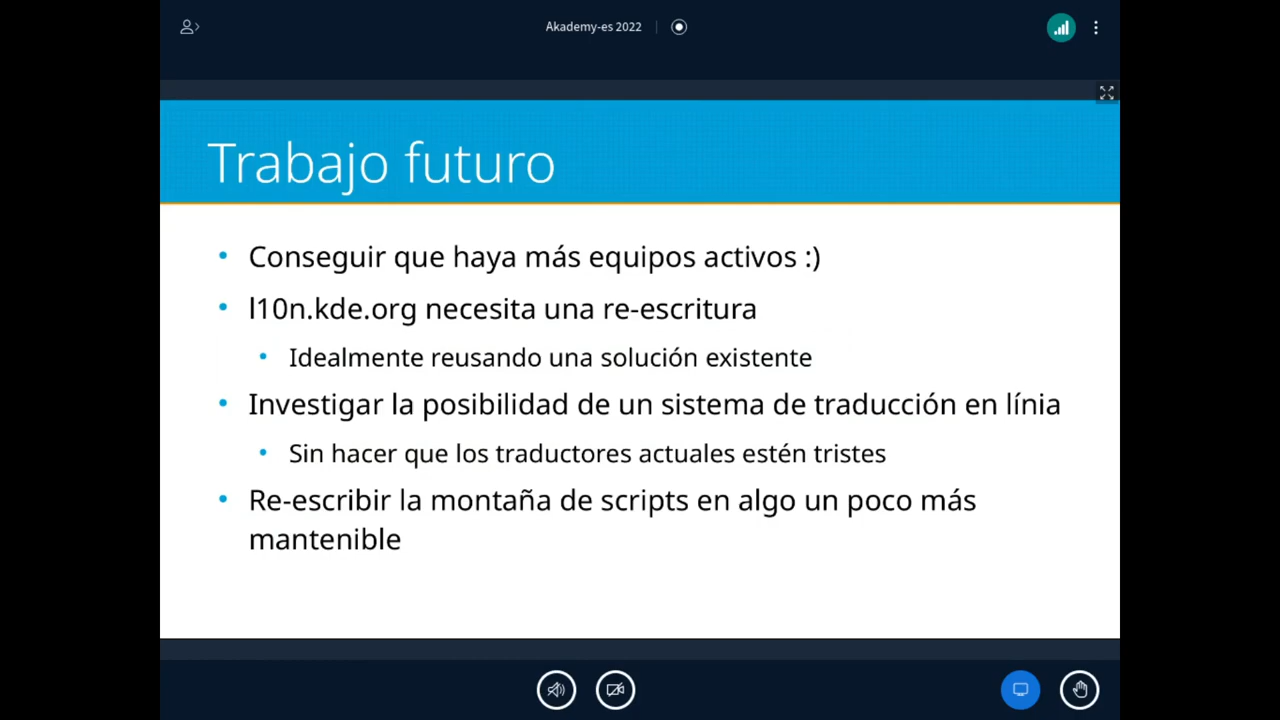 Akademy-es 2022
Trabajo futuro
• Conseguir que haya más equipos activos :)
• l10n.kde.org necesita una re-escritura
• Idealmente reusando una solución existente
• Investigar la posibilidad de un sistema de traducción en línia
• Sin hacer que los traductores actuales estén tristes
• Re-escribir la montaña de scripts en algo un poco más
mantenible